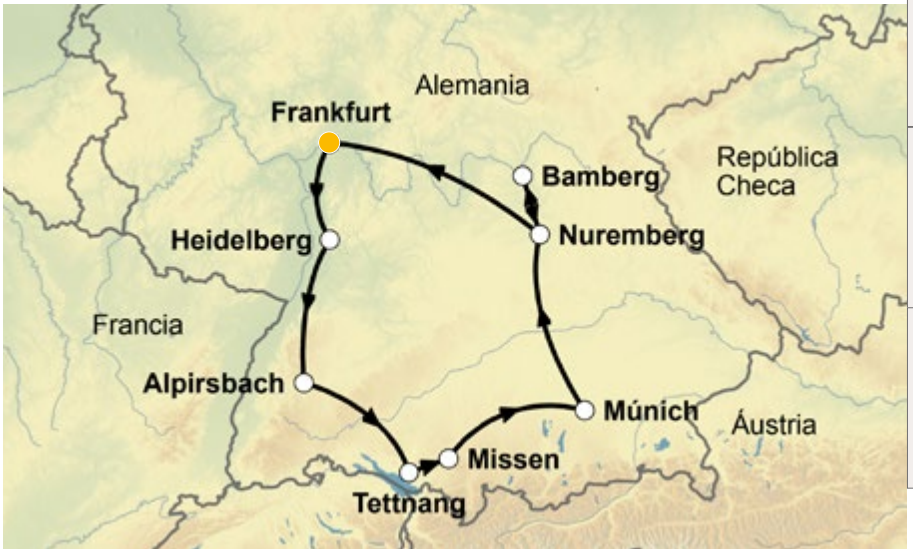 Alemania
Frankfurt
República
Checa
Bamberg
Heidelberg
Nuremberg
Francia
Alpirsbach
Múnich
Áustria
Missen
Tettnang